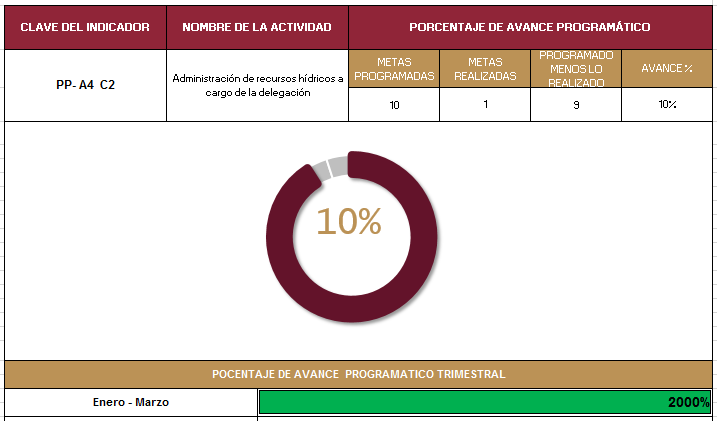 CLAVE DEL INDICADOR
NOMBRE DE LA ACTIVIDAD
PORCENTAJE DE AVANCE PROGRAMÁTICO
PP- A4 C2
Administración de recursos hídricos a
cargo de la delegación
METAS
PROGRAMADAS
METAS
REALIZADAS
PROGRAMADO
MENOS LO
REALIZADO
AVANCE %
10
1
9
10%
10%
POCENTAJE DE AVANCE PROGRAMATICO TRIMESTRAL
Enero - Marzo
2000%